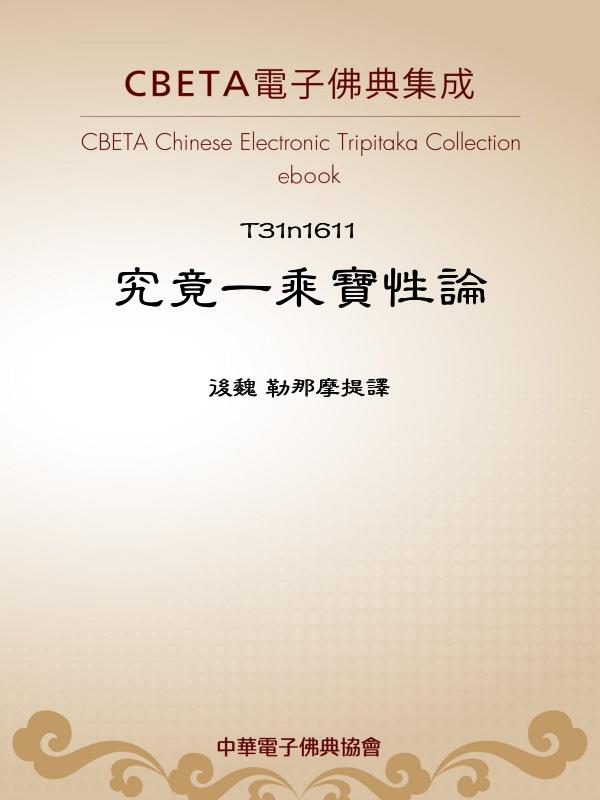 CBETA電子佛典集成
CBETA Chinese Electronic Tripitaka Collection
ebook
T31n1611
究竟一乘寶性論
後魏 勒那摩提譯
中華電子佛典協會